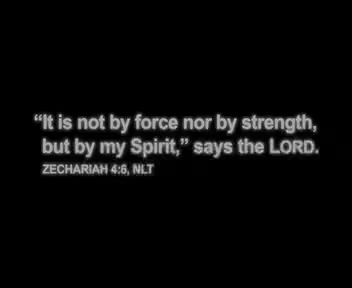 “It is not by force nor by strength,
but by my Spirit,” says the LORD.
ZECHARIAH 4:6, NLT